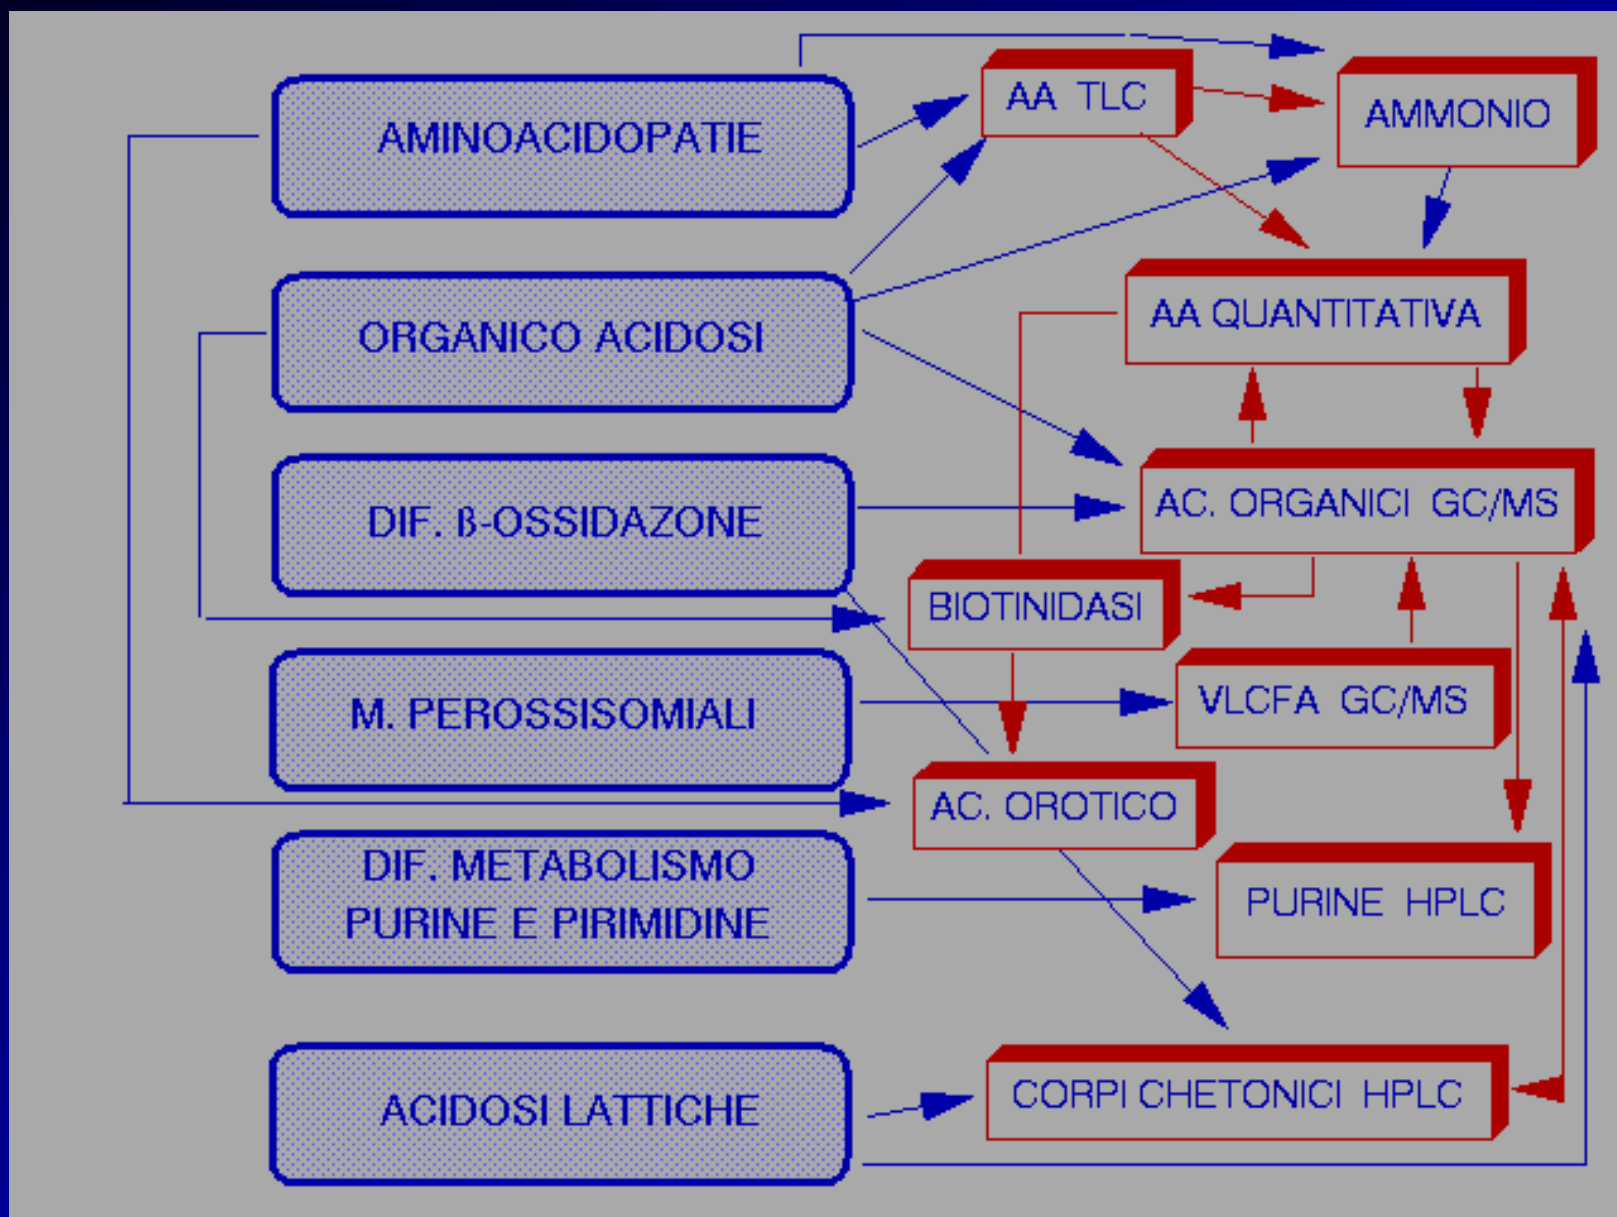 AMINOACIDOPATIE
ORGANICO ACIDOSI
DIF. ß-OSSIDAZONE
M. PEROSSISOMIALI
DIF. METABOLISMO
PURINE E PIRIMIDINE
ACIDOSI LATTICHE
AA TLC
AMMONIO
AA QUANTITATIVA
AC. ORGANICI GC/MS
BIOTINIDASI
VLCFA GC/MS
AC. OROTICO
PURINE HPLC
CORPI CHETONICI HPLC